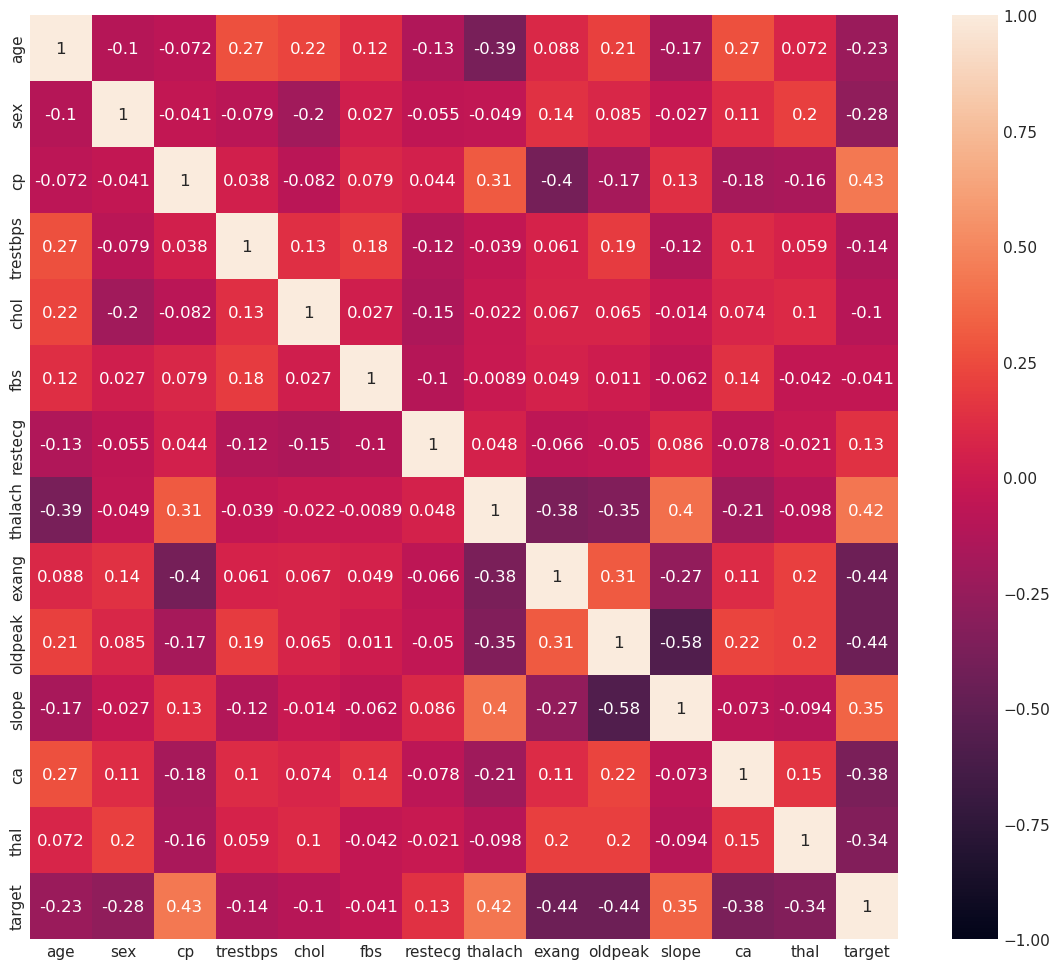 age 1 -0.1 -0.072 0.27 0.22 0.12 -0.13 -0.39 0.088 0.21 -0.17 0.27 0.072 -0.23
sex -0.1 1 -0.041 -0.079 -0.2 0.027 -0.055 -0.049 0.14 0.085 -0.027 0.11 0.2 -0.28
cp -0.072 -0.041 1 0.038 -0.082 0.079 0.044 0.31 -0.4 -0.17 0.13 -0.18 -0.16 0.43
trestbps 0.27 -0.079 0.038 1 0.13 0.18 -0.12 -0.039 0.061 0.19 -0.12 0.1 0.059 -0.14
chol 0.22 -0.2 -0.082 0.13 1 0.027 -0.15 -0.022 0.067 0.065 -0.014 0.074 0.1 -0.1
fbs 0.12 0.027 0.079 0.18 0.027 1 -0.1 -0.0089 0.049 0.011 -0.062 0.14 -0.042 -0.041
restecg -0.13 -0.055 0.044 -0.12 -0.15 -0.1 1 0.048 -0.066 -0.05 0.086 -0.078 -0.021 0.13
thalach -0.39 -0.049 0.31 -0.039 -0.022 -0.0089 0.048 1 -0.38 -0.35 0.4 -0.21 -0.098 0.42
exang 0.088 0.14 -0.4 0.061 0.067 0.049 -0.066 -0.38 1 0.31 -0.27 0.11 0.2 -0.44
oldpeak 0.21 0.085 -0.17 0.19 0.065 0.011 -0.05 -0.35 0.31 1 -0.58 0.22 0.2 -0.44
slope -0.17 -0.027 0.13 -0.12 -0.014 -0.062 0.086 0.4 -0.27 -0.58 1 -0.073 -0.094 0.35
ca 0.27 0.11 -0.18 0.1 0.074 0.14 -0.078 -0.21 0.11 0.22 -0.073 1 0.15 -0.38
thal 0.072 0.2 -0.16 0.059 0.1 -0.042 -0.021 -0.098 0.2 0.2 -0.094 0.15 1 -0.34
target -0.23 -0.28 0.43 -0.14 -0.1 -0.041 0.13 0.42 -0.44 -0.44 0.35 -0.38 -0.34 1
age sex cp trestbps chol fbs restecg thalach exang oldpeak slope ca thal target
1.00
0.75
0.50
0.25
0.00
−0.25
−0.50
−0.75
−1.00